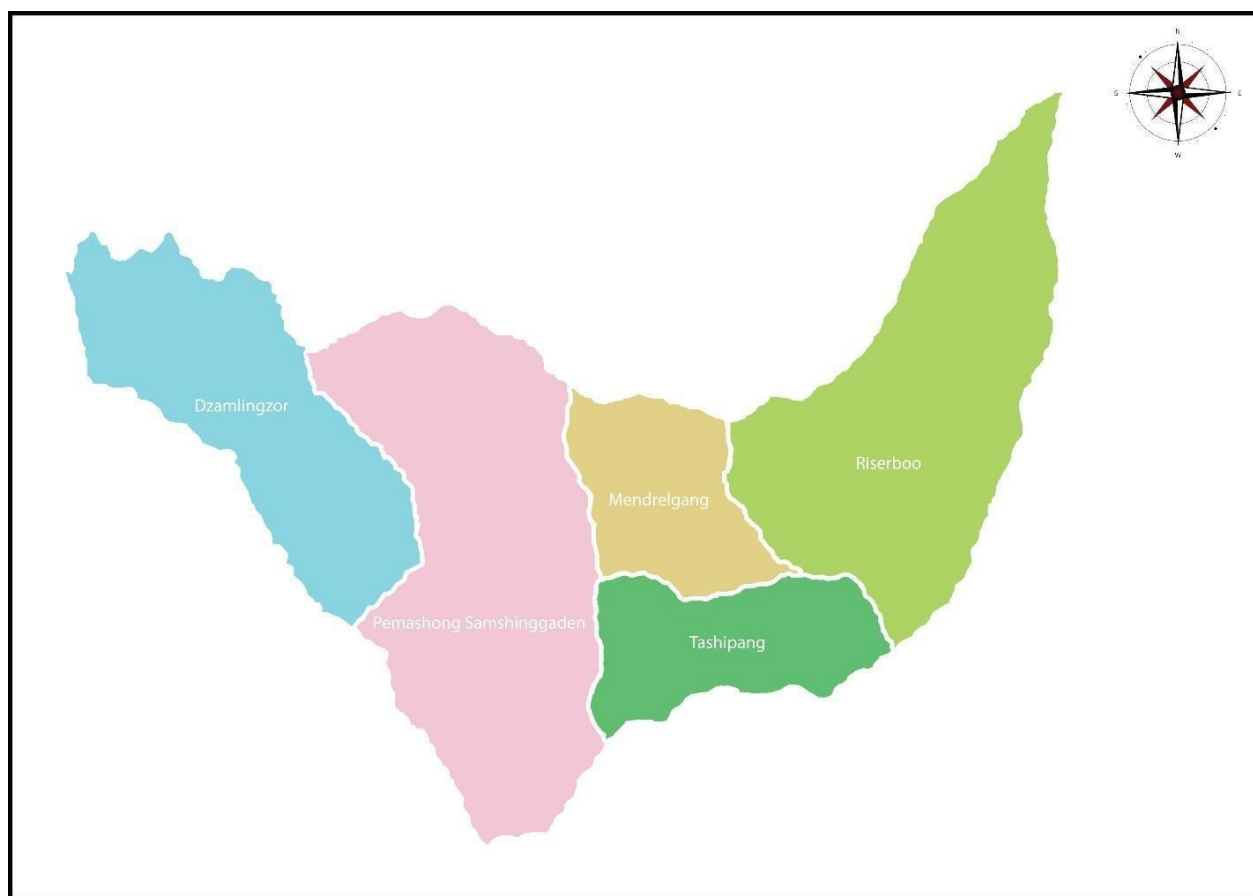 N
S
E
W
Dzamlingzor
Riserboo
Mendrelgang
Pemashong Samshinggaden
Tashipang